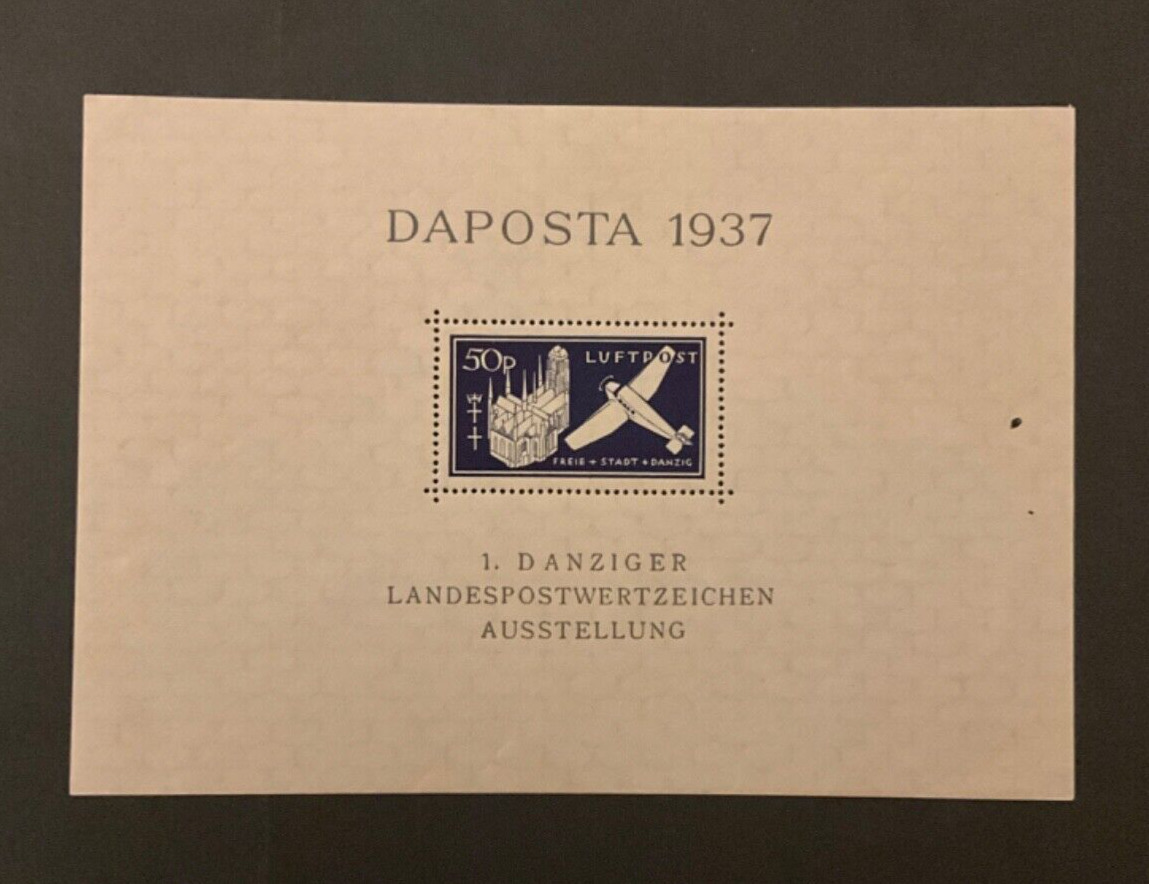 DAPOSTA 1937
50P LUFTPOST
FREIE + STADT + DANZIG
1. DANZIGER
LANDESPOSTWERTZEICHEN
AUSSTELLUNG